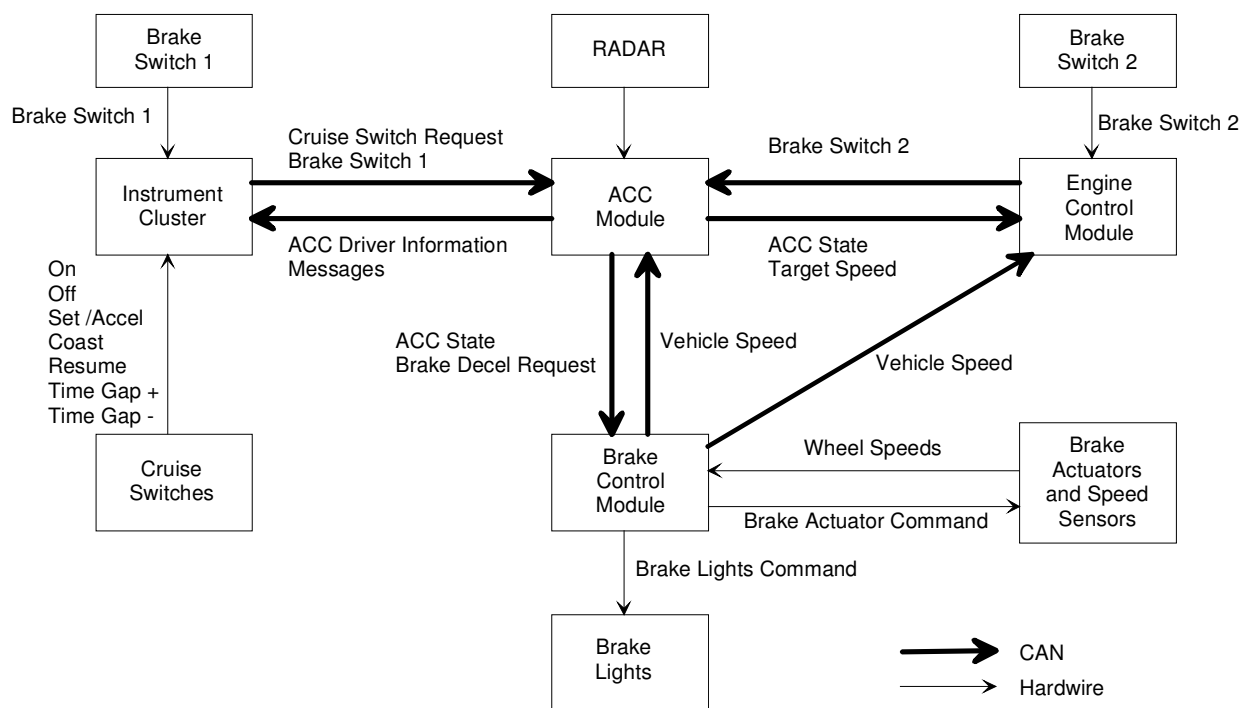 Brake
Switch 1
RADAR
Brake
Switch 2
Brake Switch 1
Brake Switch 2
Cruise Switch Request
Brake Switch 1
Brake Switch 2
Instrument
Cluster
ACC
Module
Engine
Control
Module
ACC Driver Information
Messages
ACC State
Target Speed
On
Off
Set /Accel
Coast
Resume
Time Gap +
Time Gap -
ACC State
Brake Decel Request
Vehicle Speed
Vehicle Speed
Cruise
Switches
Brake
Control
Module
Wheel Speeds
Brake Actuator Command
Brake
Actuators
and Speed
Sensors
Brake Lights Command
Brake
Lights
CAN
Hardwire